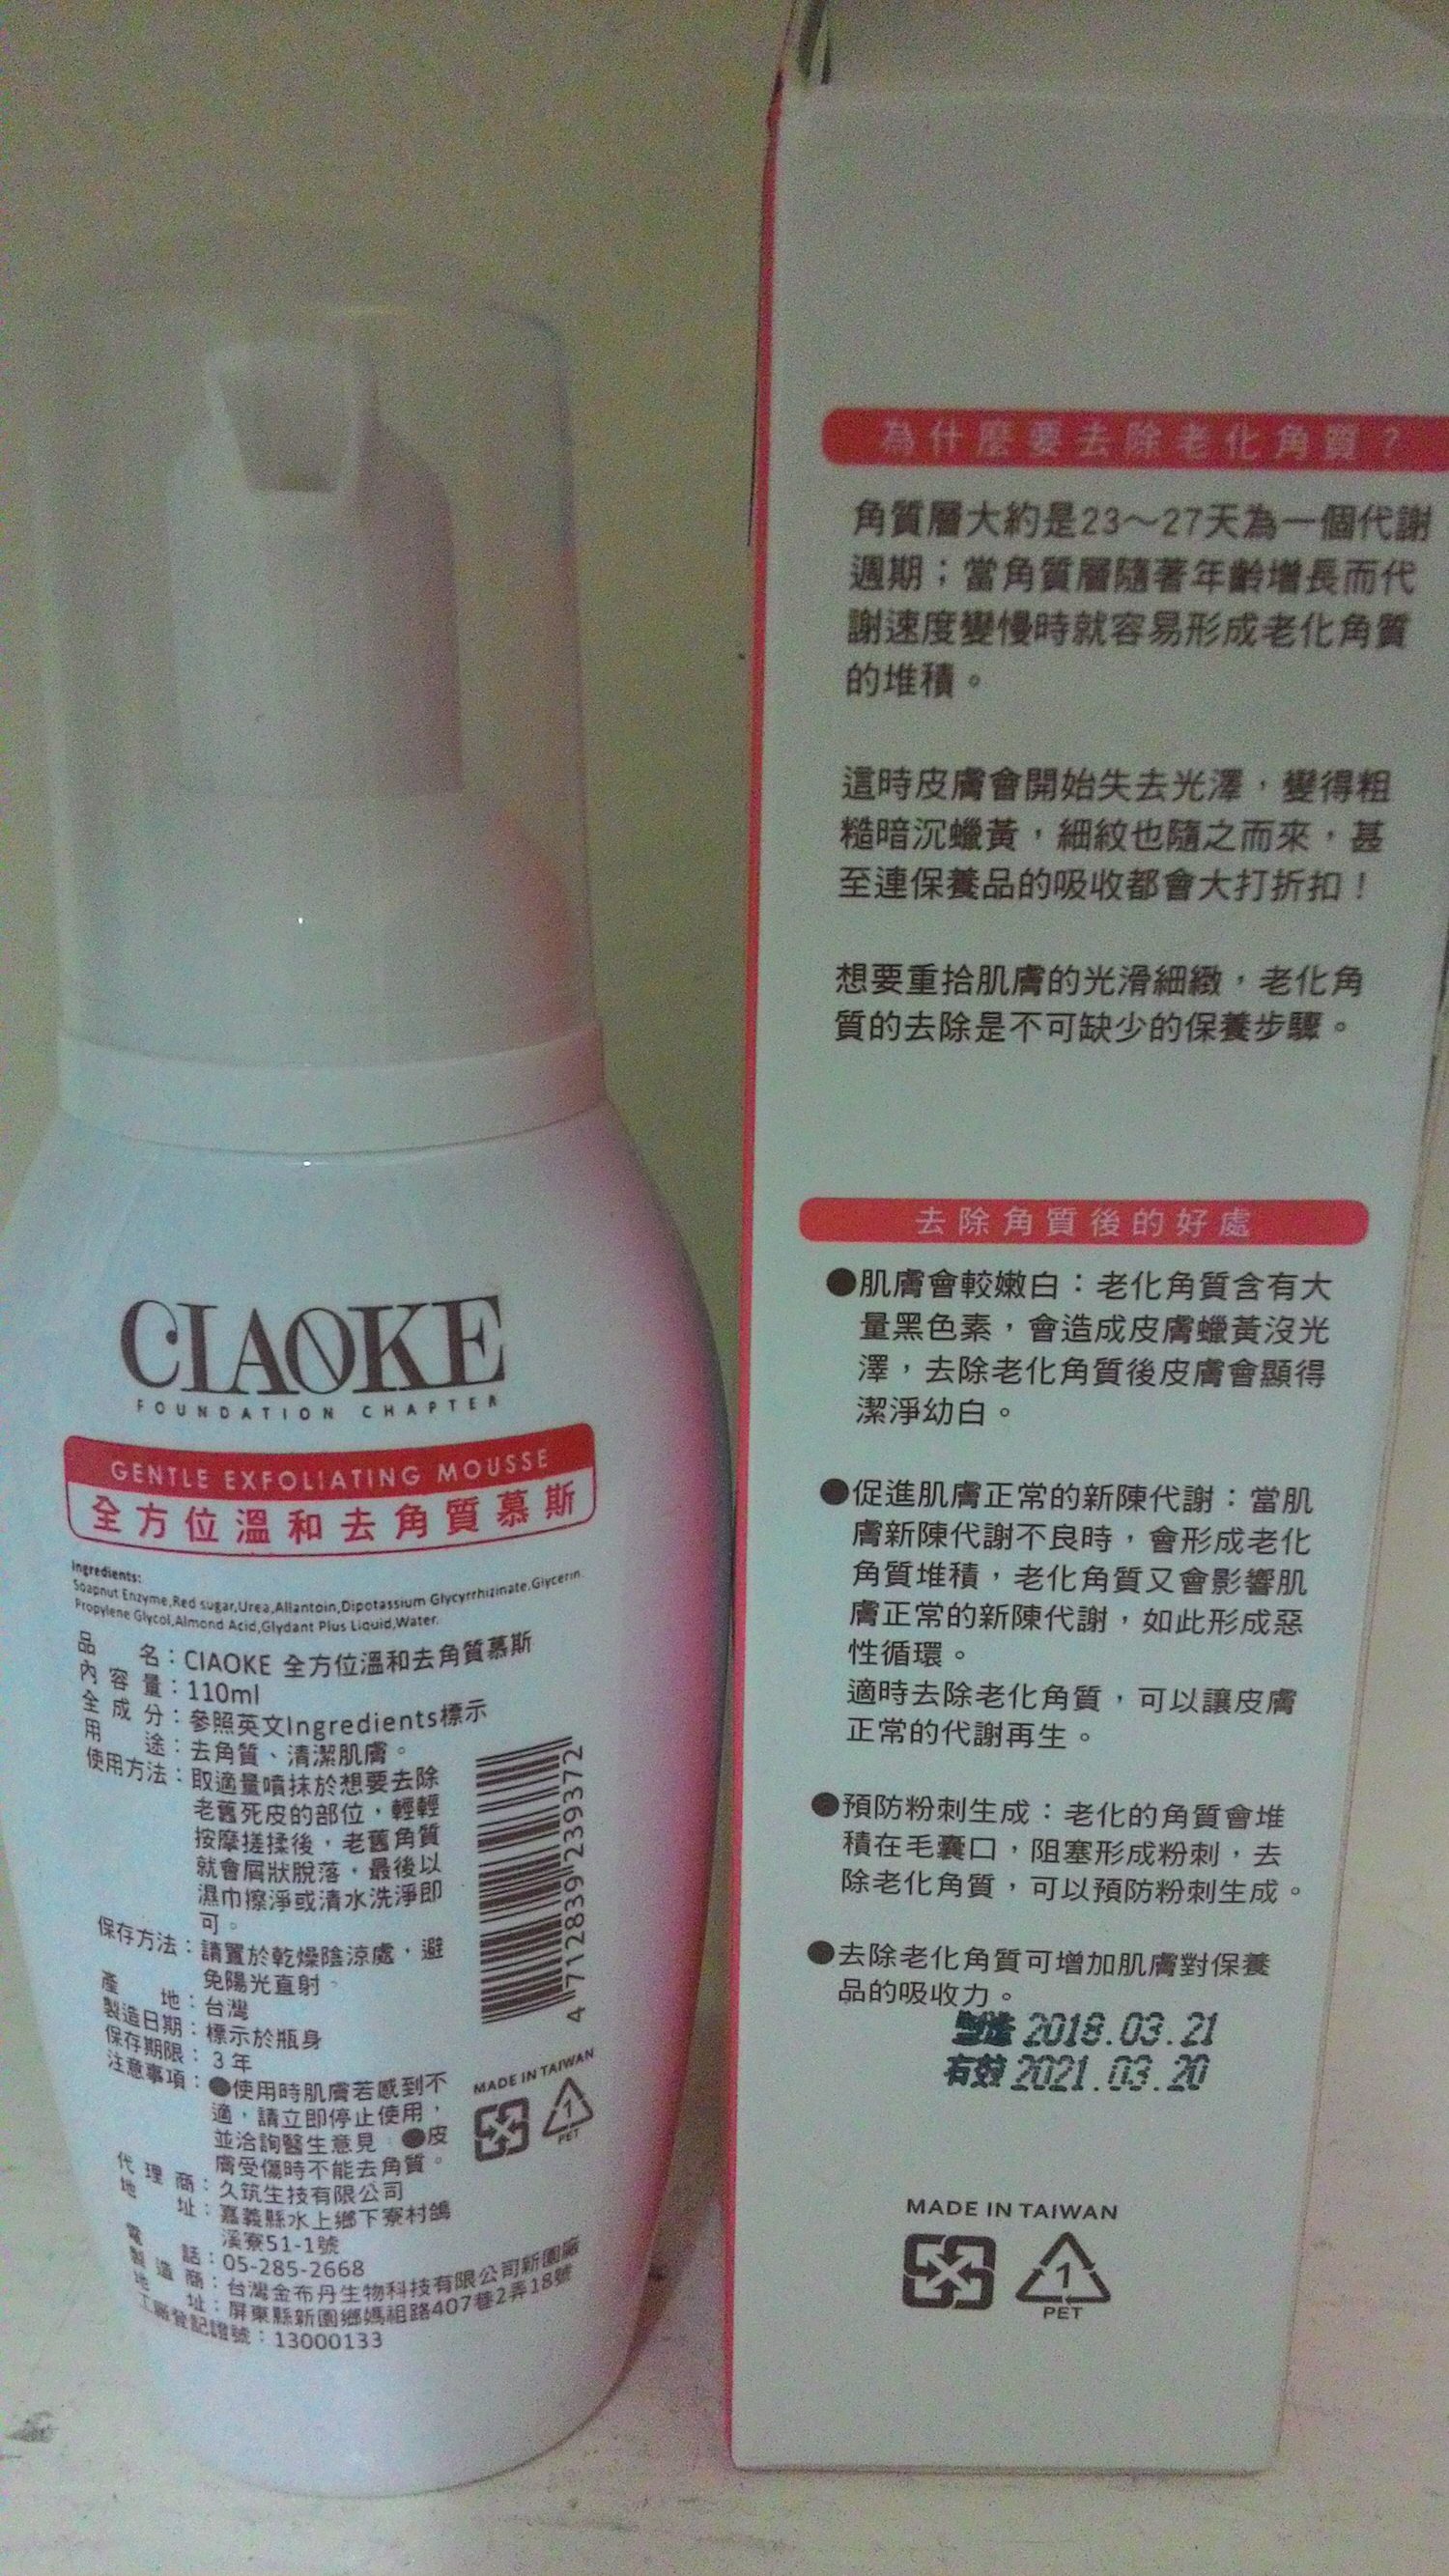 CIAOKE
FOUNDATION CHAPTER
GENTLE EXFOLIATING MOUSSE
全方位溫和去角質慕斯
Ingredients:
Soapnut Enzyme,Red sugar,Urea,Allantoin,Dipotassium Glycyrrhizinate,Glycerin
Propylene Glycol,Almond Acid,Glydant Plus Liquid,Water.
品名：CIAOKE 全方位溫和去角質慕斯
內容量：110ml
全成分：參照英文Ingredients標示
用途：去角質、清潔肌膚。
使用方法：取適量噴抹於想要去除
老舊死皮的部位，輕輕
按摩搓揉後，老舊角質
就會屑狀脫落，最後以
濕巾擦淨或清水洗淨即
可。
保存方法：請置於乾燥陰涼處，避
免陽光直射。
產地：台灣
製造日期：標示於瓶身
保存期限：3年
注意事項：●使用時肌膚若感到不
適，請立即停止使用，
並洽詢醫生意見 ●皮
膚受傷時不能去角質。
代理商：久筑生技有限公司
地址：嘉義縣水上鄉下寮村鴿
溪寮51-1號
電話：05-285-2668
製造商：台灣金布丹生物科技有限公司新園廠
地址：屏東縣新園鄉媽祖路407巷2弄18號
工廠登記證號：13000133
4 712839 239372
MADE IN TAIWAN
1
PET
為什麼要去除老化角質？
角質層大約是23～27天為一個代謝
週期；當角質層隨著年齡增長而代
謝速度變慢時就容易形成老化角質
的堆積。
這時皮膚會開始失去光澤，變得粗
糙暗沉蠟黃，細紋也隨之而來，甚
至連保養品的吸收都會大打折扣！
想要重拾肌膚的光滑細緻，老化角
質的去除是不可缺少的保養步驟。
去除角質後的好處
●肌膚會較嫩白：老化角質含有大
量黑色素，會造成皮膚蠟黃沒光
澤，去除老化角質後皮膚會顯得
潔淨幼白。
●促進肌膚正常的新陳代謝：當肌
膚新陳代謝不良時，會形成老化
角質堆積，老化角質又會影響肌
膚正常的新陳代謝，如此形成惡
性循環。
適時去除老化角質，可以讓皮膚
正常的代謝再生。
●預防粉刺生成：老化的角質會堆
積在毛囊口，阻塞形成粉刺，去
除老化角質，可以預防粉刺生成。
●去除老化角質可增加肌膚對保養
品的吸收力。
製造 2018.03.21
有效 2021.03.20
MADE IN TAIWAN
1
PET